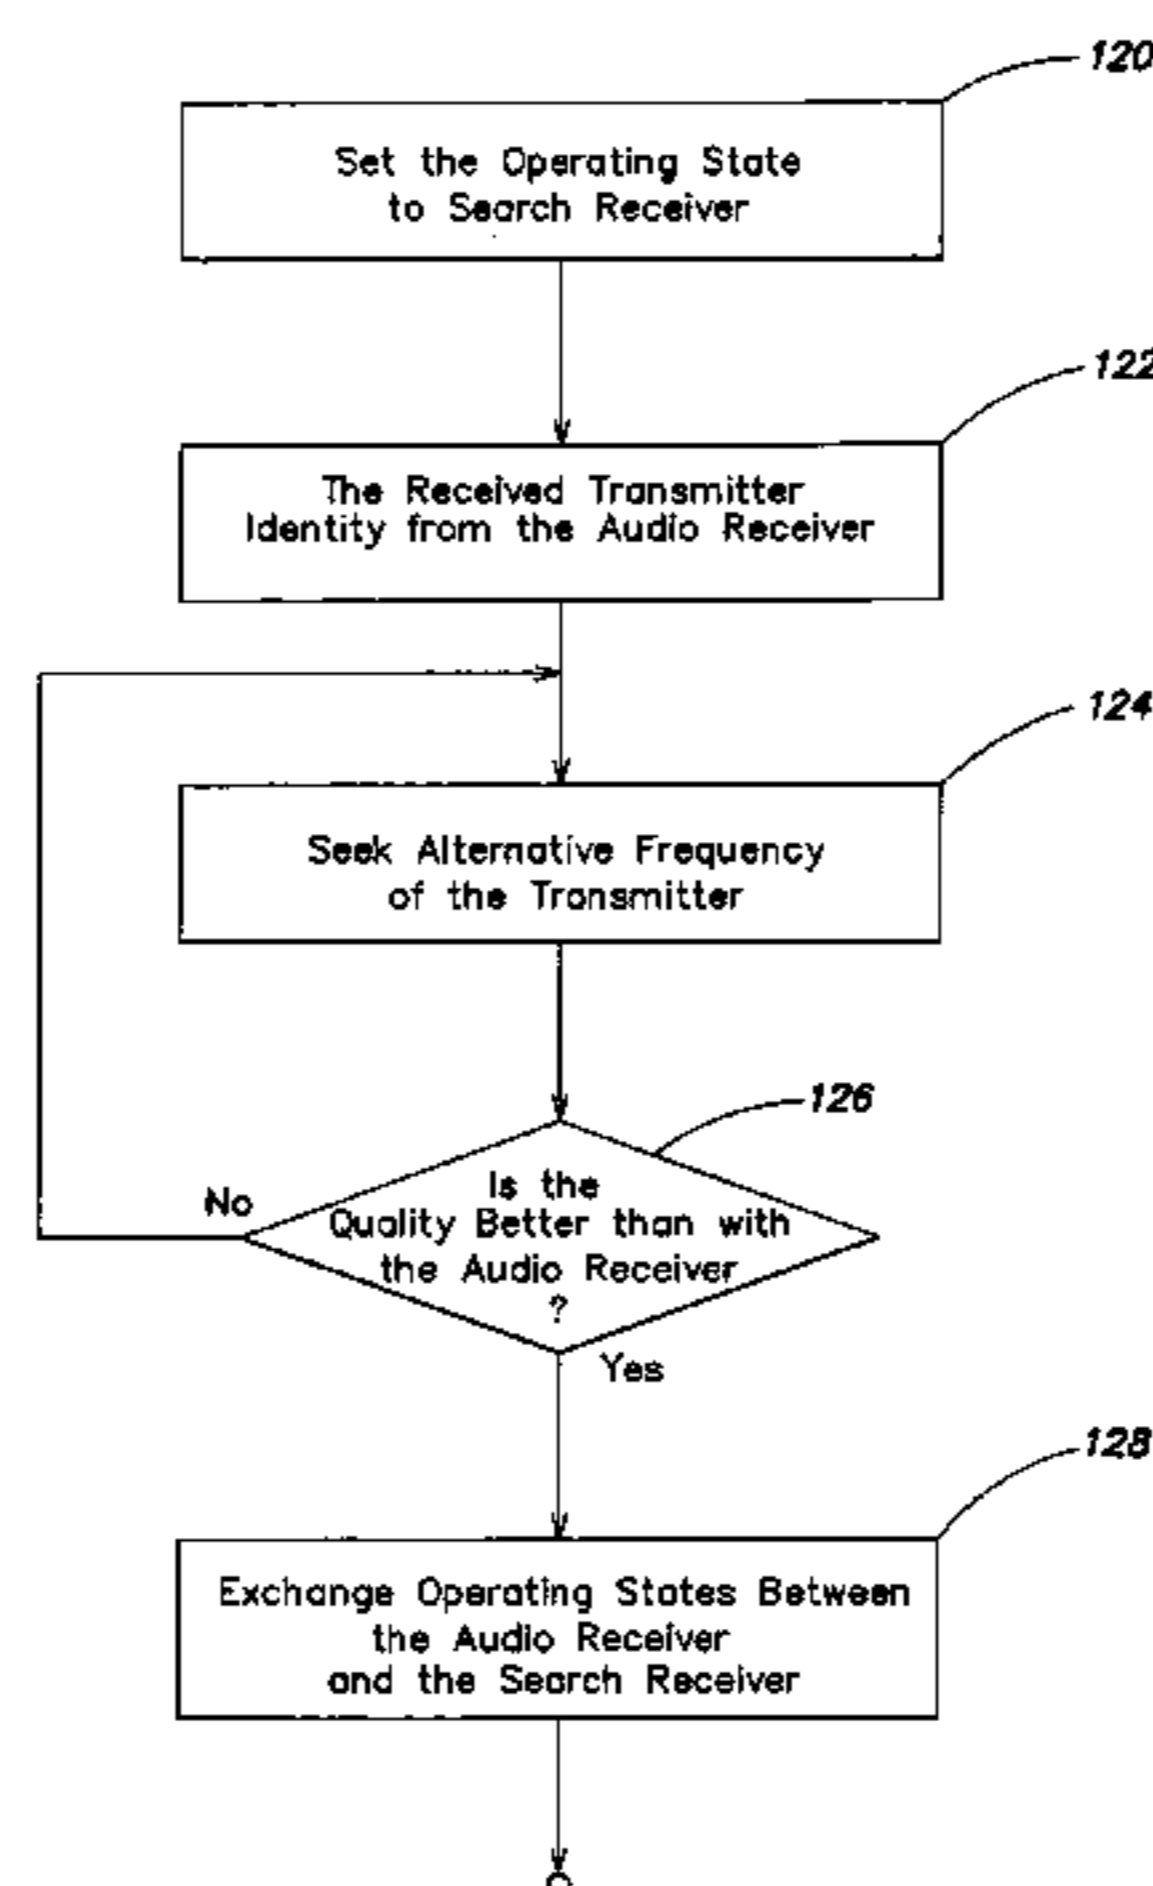 120
Set the Operating State
to Search Receiver
122
The Received Transmitter
Identity from the Audio Receiver
124
Seek Alternative Frequency
of the Transmitter
126
Is the
Quality Better than with
the Audio Receiver
?
No
Yes
128
Exchange Operating States Between
the Audio Receiver
and the Search Receiver